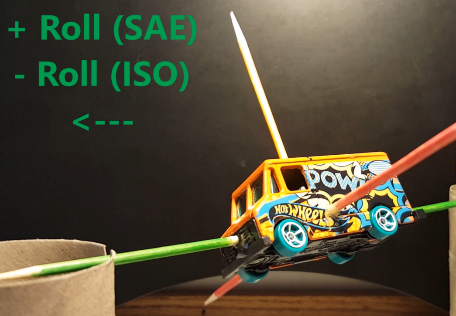 + Roll (SAE)
- Roll (ISO)
<---
POW
HOT WHEELS